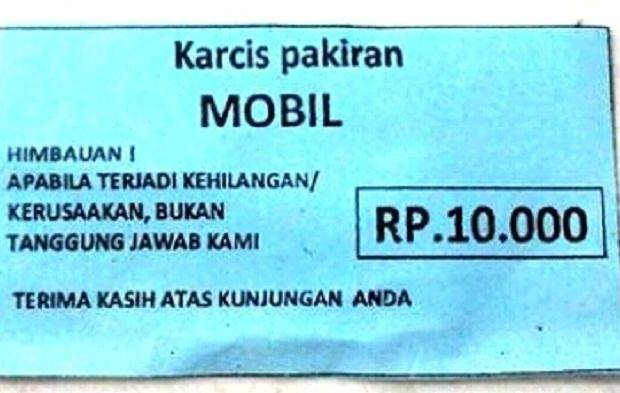 Karcis pakiran
MOBIL
HIMBAUAN !
APABILA TERJADI KEHILANGAN/
KERUSAAKAN, BUKAN
TANGGUNG JAWAB KAMI
RP.10.000
TERIMA KASIH ATAS KUNJUNGAN ANDA